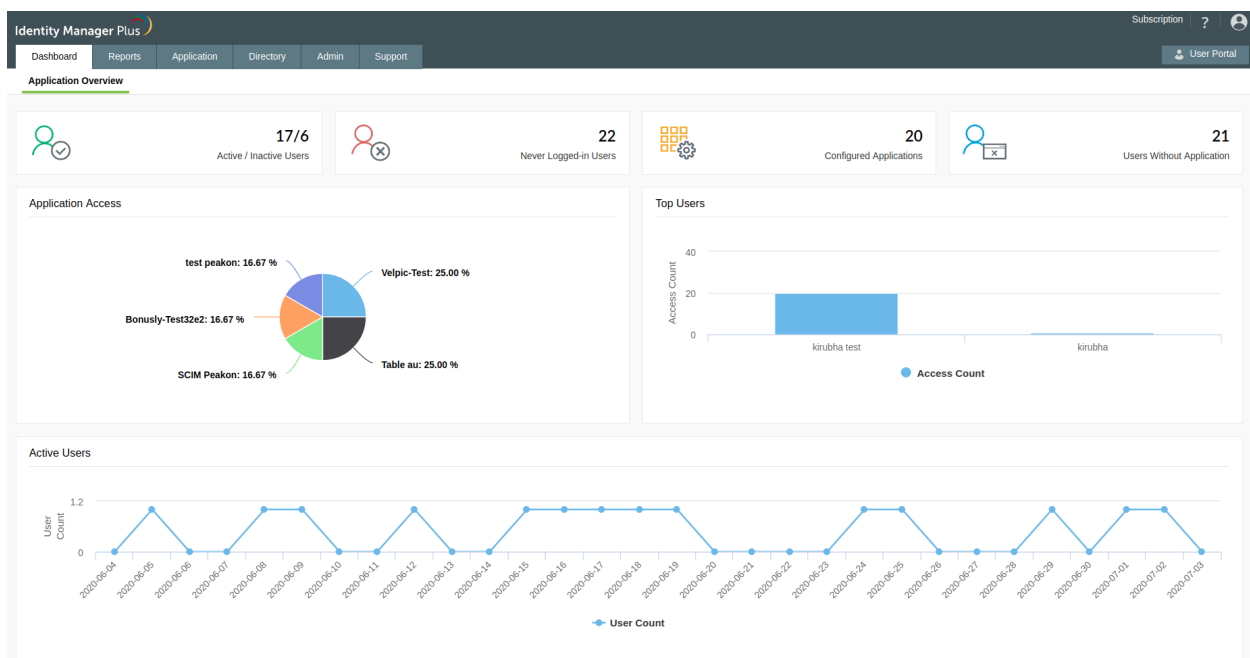 Identity Manager Plus
Subscription ?
Dashboard Reports Application Directory Admin Support
User Portal
Application Overview
17/6
Active / Inactive Users
22
Never Logged-in Users
20
Configured Applications
21
Users Without Application
Application Access
test peakon: 16.67 %
Velpic-Test: 25.00 %
Bonusly-Test32e2: 16.67 %
SCIM Peakon: 16.67 %
Table au: 25.00 %
Top Users
Access Count
40
20
0
kirubha test kirubha
Access Count
Active Users
User
Count
1.2
0
2020-06-04 2020-06-05 2020-06-06 2020-06-07 2020-06-08 2020-06-09 2020-06-10 2020-06-11 2020-06-12 2020-06-13 2020-06-14 2020-06-15 2020-06-16 2020-06-17 2020-06-18 2020-06-19 2020-06-20 2020-06-21 2020-06-22 2020-06-23 2020-06-24 2020-06-25 2020-06-26 2020-06-27 2020-06-28 2020-06-29 2020-06-30 2020-07-01 2020-07-02 2020-07-03
User Count